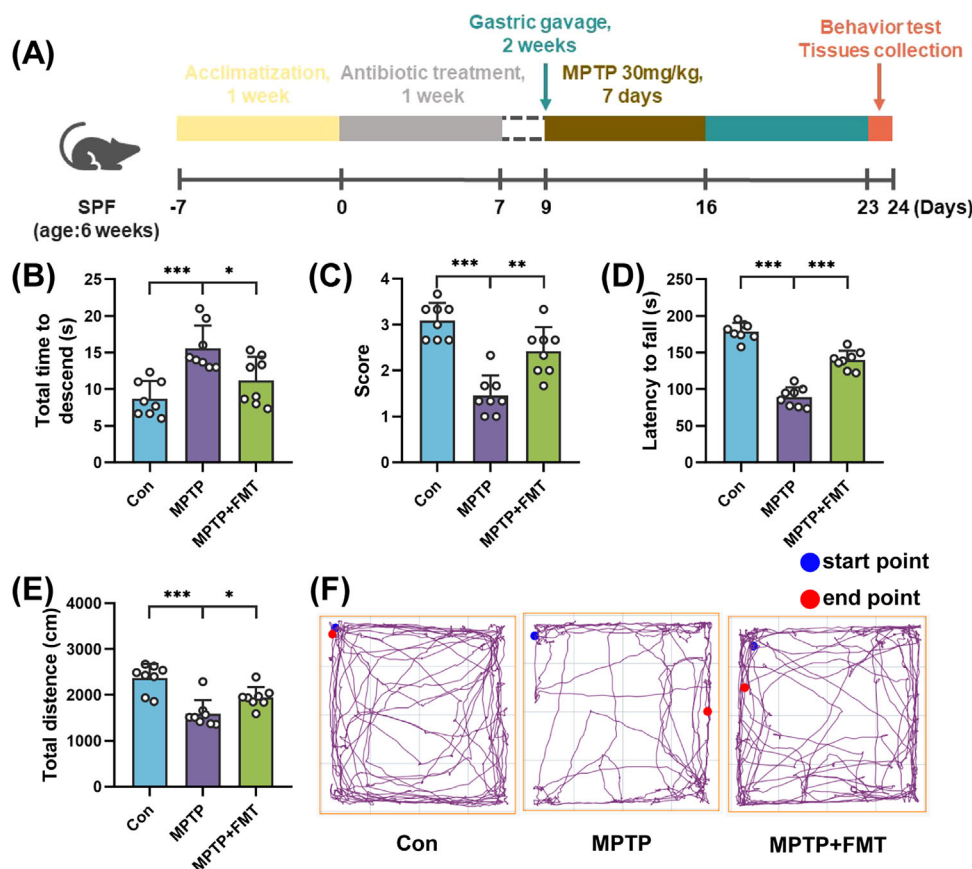 (A)
Gastric gavage,
2 weeks
Behavior test
Tissues collection
Acclimatization,
1 week
Antibiotic treatment,
1 week
MPTP 30mg/kg,
7 days
SPF
(age:6 weeks)
-7
0
7
9
16
23
24 (Days)
(B)
*** *
Total time to
descend (s)
25
20
15
10
5
0
Con
MPTP
MPTP+FMT
(C)
*** **
Score
4
3
2
1
0
Con
MPTP
MPTP+FMT
(D)
*** ***
Latency to fall (s)
250
200
150
100
50
0
Con
MPTP
MPTP+FMT
(E)
*** *
Total distance (cm)
4000
3000
2000
1000
0
Con
MPTP
MPTP+FMT
(F)
start point
end point
Con
MPTP
MPTP+FMT